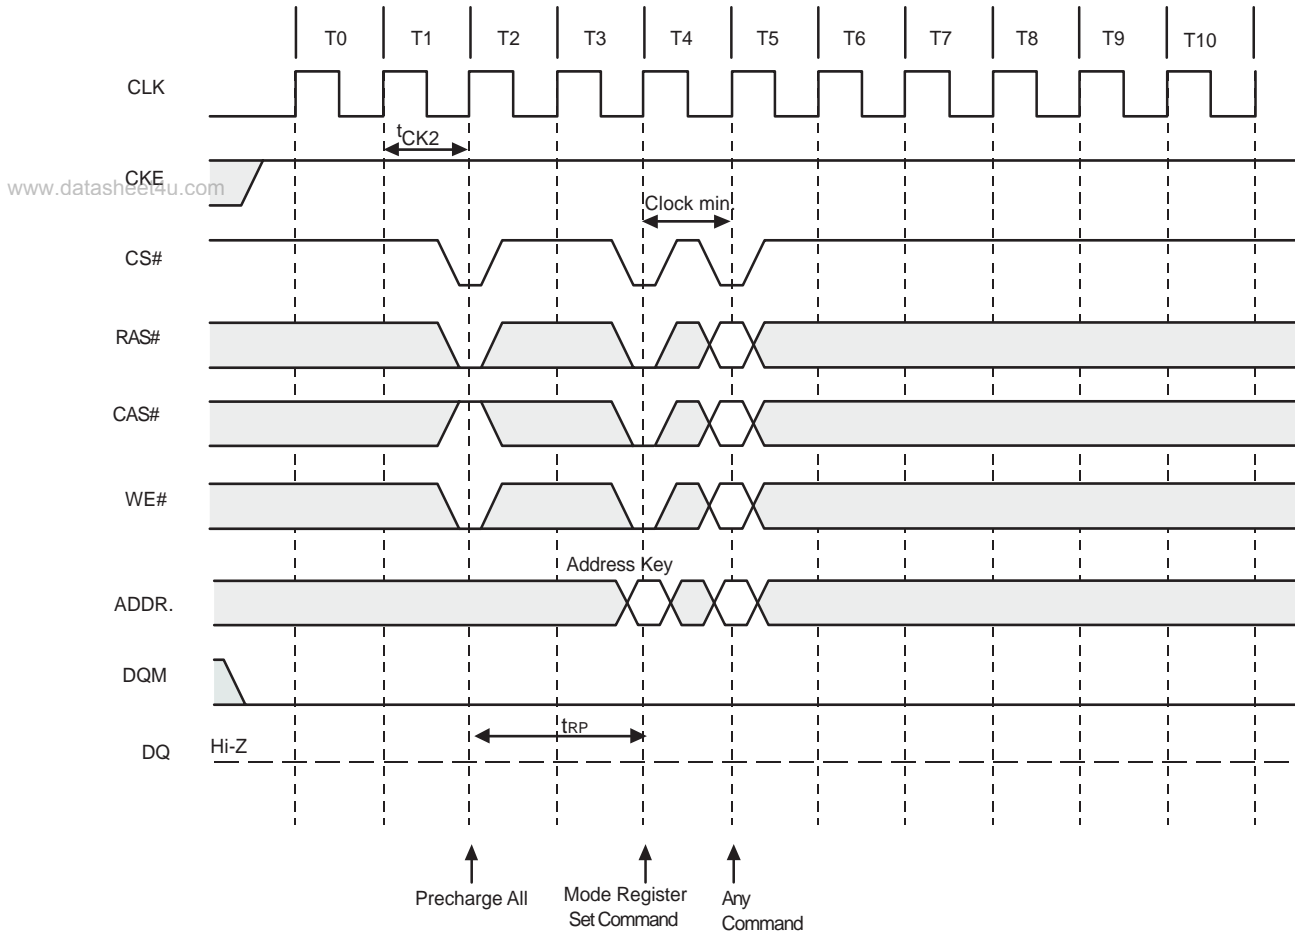 T0 T1 T2 T3 T4 T5 T6 T7 T8 T9 T10
CLK
tCK2
CKE
www.datasheet4u.com
Clock min.
CS#
RAS#
CAS#
WE#
Address Key
ADDR.
DQM
tRP
DQ Hi-Z
Precharge All
Mode Register
Set Command
Any
Command